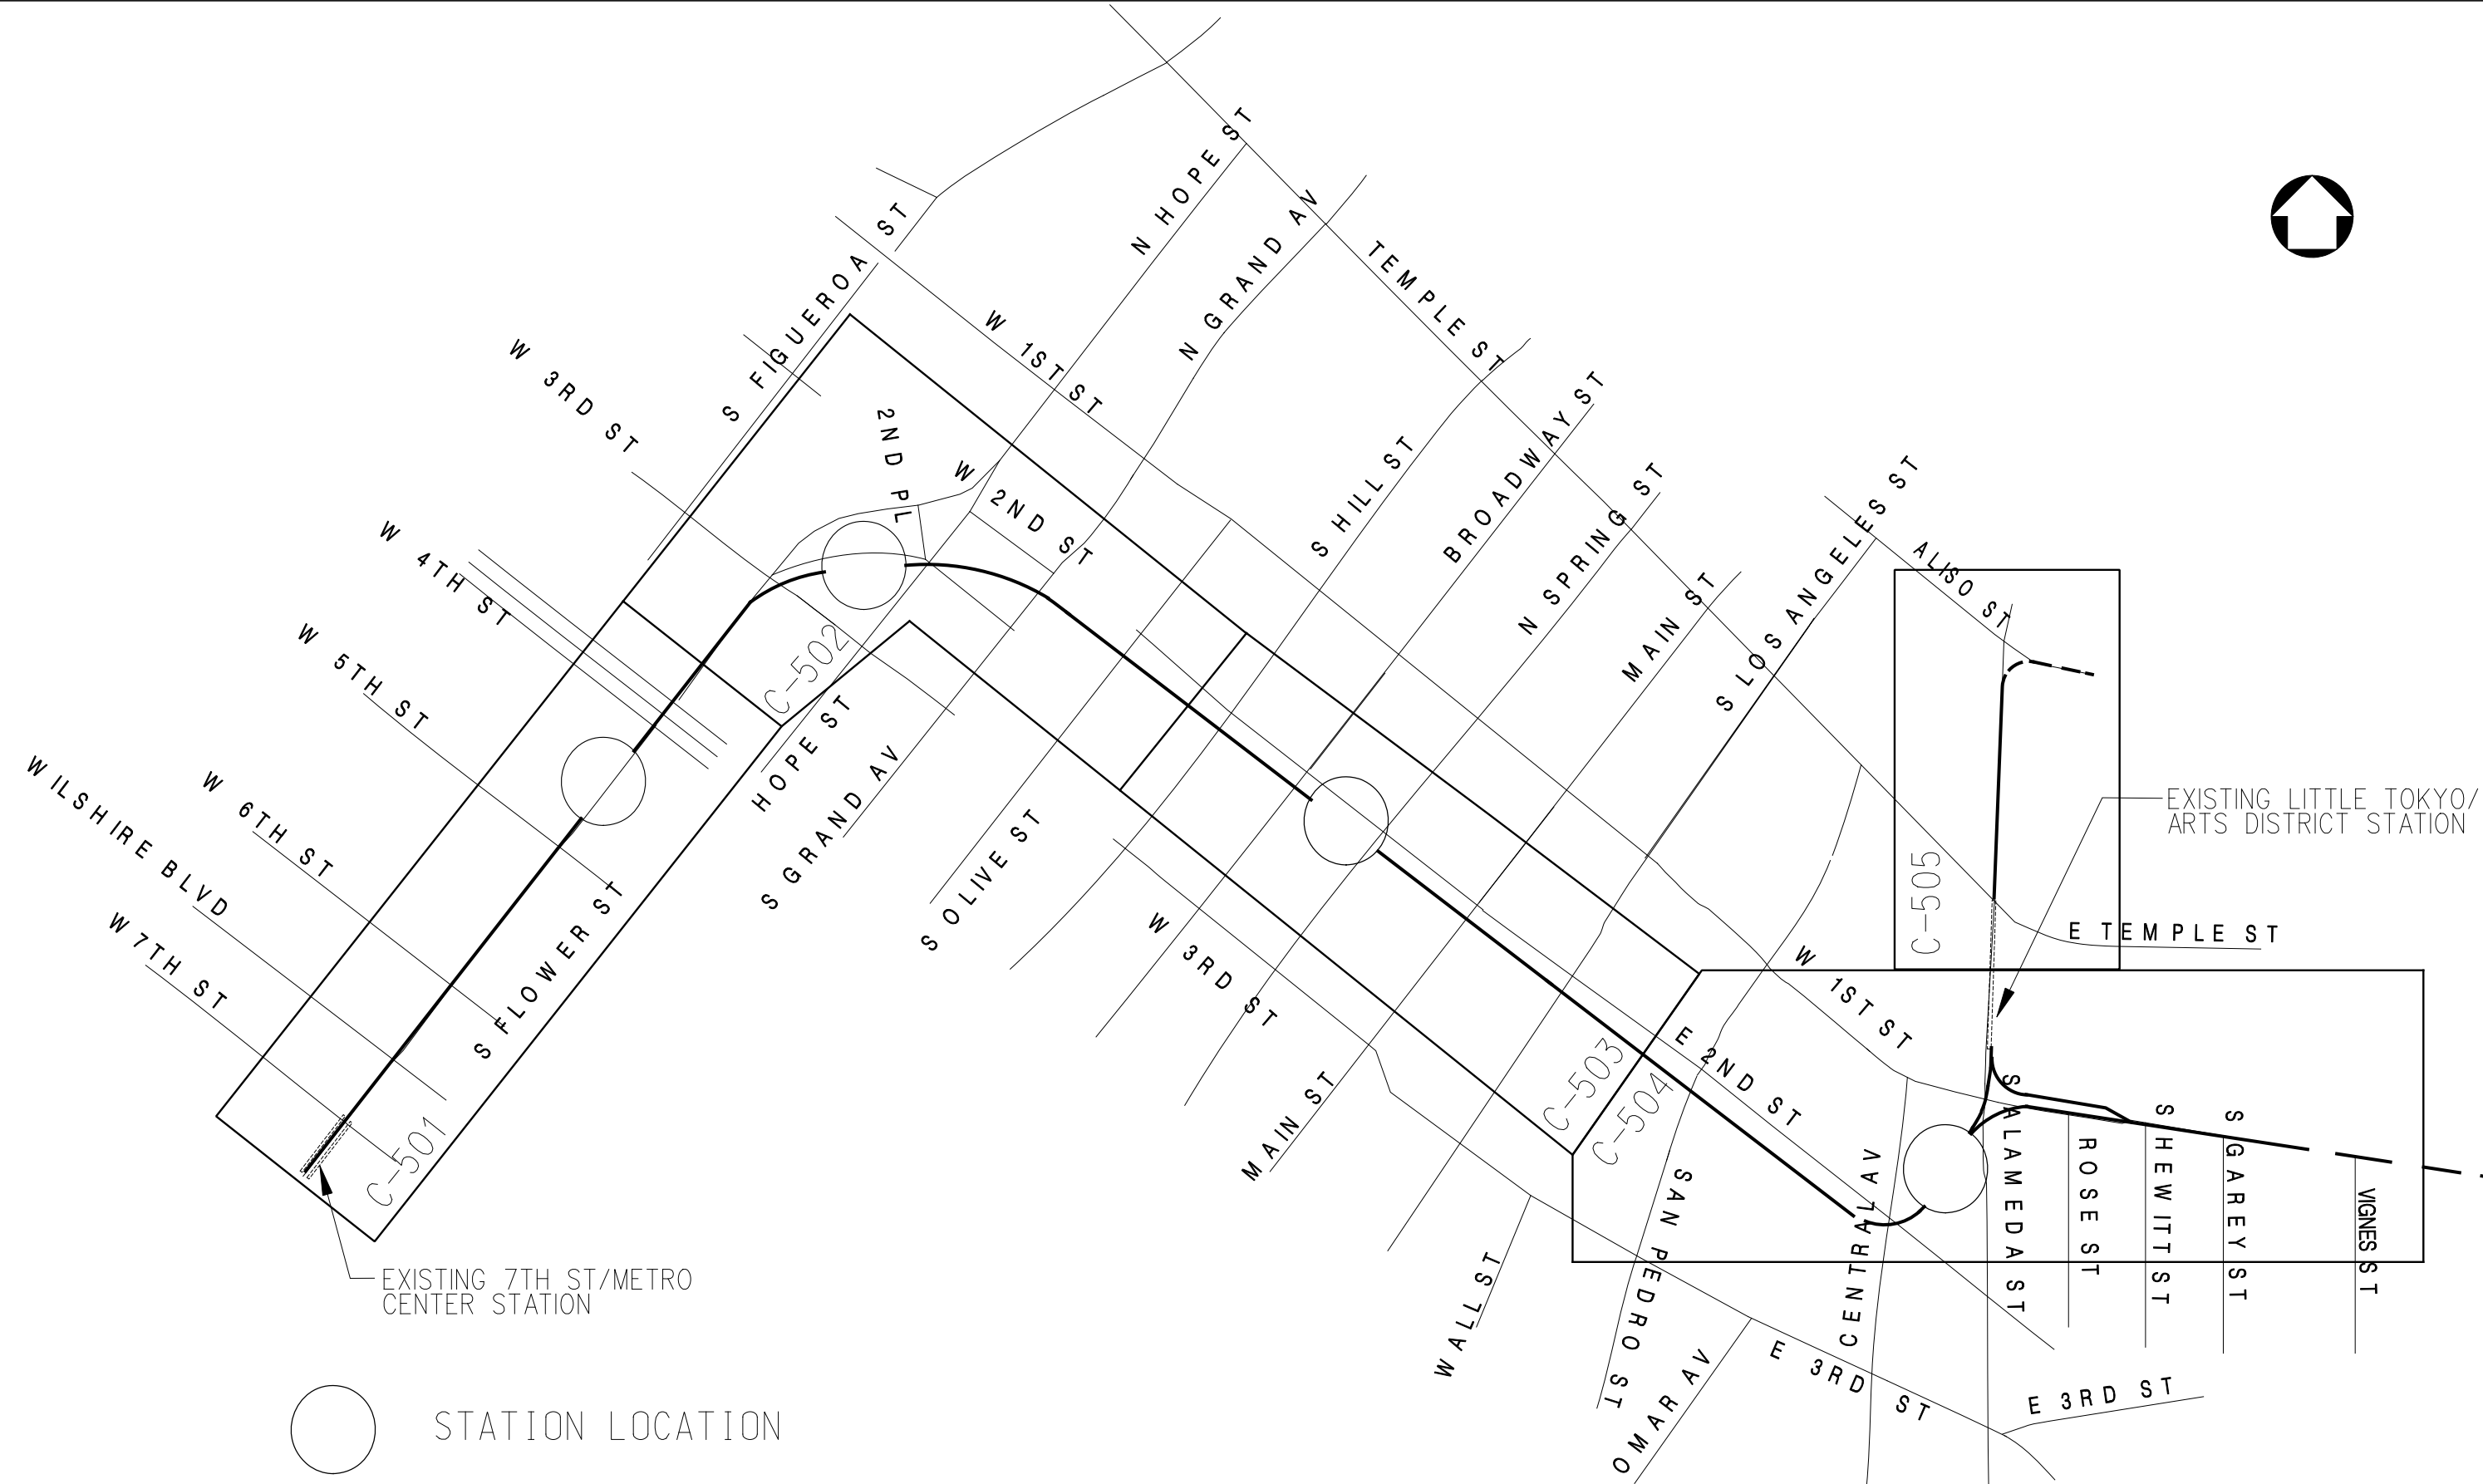 N HOPE ST
N GRAND AV
TEMPLE ST
S FIGUEROA ST
W 1ST ST
W 3RD ST
2ND PL
W 2ND ST
S HILL ST
BROADWAY ST
N SPRING ST
MAIN ST
S LOS ANGELES ST
ALISO ST
W 4TH ST
W 5TH ST
W 6TH ST
WILSHIRE BLVD
W 7TH ST
C-502
HOPE ST
S GRAND AV
S OLIVE ST
S FLOWER ST
C-501
EXISTING LITTLE TOKYO/
ARTS DISTRICT STATION
C-505
E TEMPLE ST
W 3RD ST
W 1ST ST
E 2ND ST
C-503
C-504
MAIN ST
WALL ST
SAN PEDRO ST
OMAR AV
CENTRAL AV
S ALAMEDA ST
ROSE ST
S HEWITT ST
S GAREY ST
VIGNES ST
E 3RD ST
E 3RD ST
EXISTING 7TH ST/METRO
CENTER STATION
STATION LOCATION